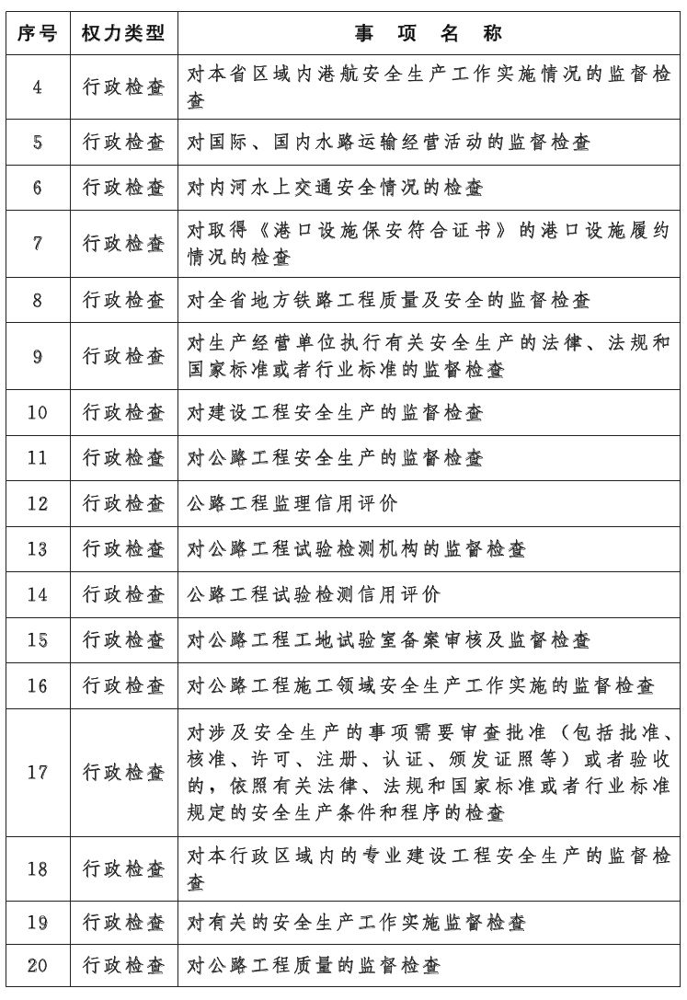 序号 权力类型 事项名称
4 行政检查 对本省区域内港航安全生产工作实施情况的监督检
查
5 行政检查 对国际、国内水路运输经营活动的监督检查
6 行政检查 对内河水上交通安全情况的检查
7 行政检查 对取得《港口设施保安符合证书》的港口设施履约
情况的检查
8 行政检查 对全省地方铁路工程质量及安全的监督检查
9 行政检查 对生产经营单位执行有关安全生产的法律、法规和
国家标准或者行业标准的监督检查
10 行政检查 对建设工程安全生产的监督检查
11 行政检查 对公路工程安全生产的监督检查
12 行政检查 公路工程监理信用评价
13 行政检查 对公路工程试验检测机构的监督检查
14 行政检查 公路工程试验检测信用评价
15 行政检查 对公路工程工地试验室备案审核及监督检查
16 行政检查 对公路工程施工领域安全生产工作实施的监督检查
17 行政检查 对涉及安全生产的事项需要审查批准（包括批准、
核准、许可、注册、认证、颁发证照等）或者验收
的，依照有关法律、法规和国家标准或者行业标准
规定的安全生产条件和程序的检查
18 行政检查 对本行政区域内的专业建设工程安全生产的监督检
查
19 行政检查 对有关的安全生产工作实施监督检查
20 行政检查 对公路工程质量的监督检查